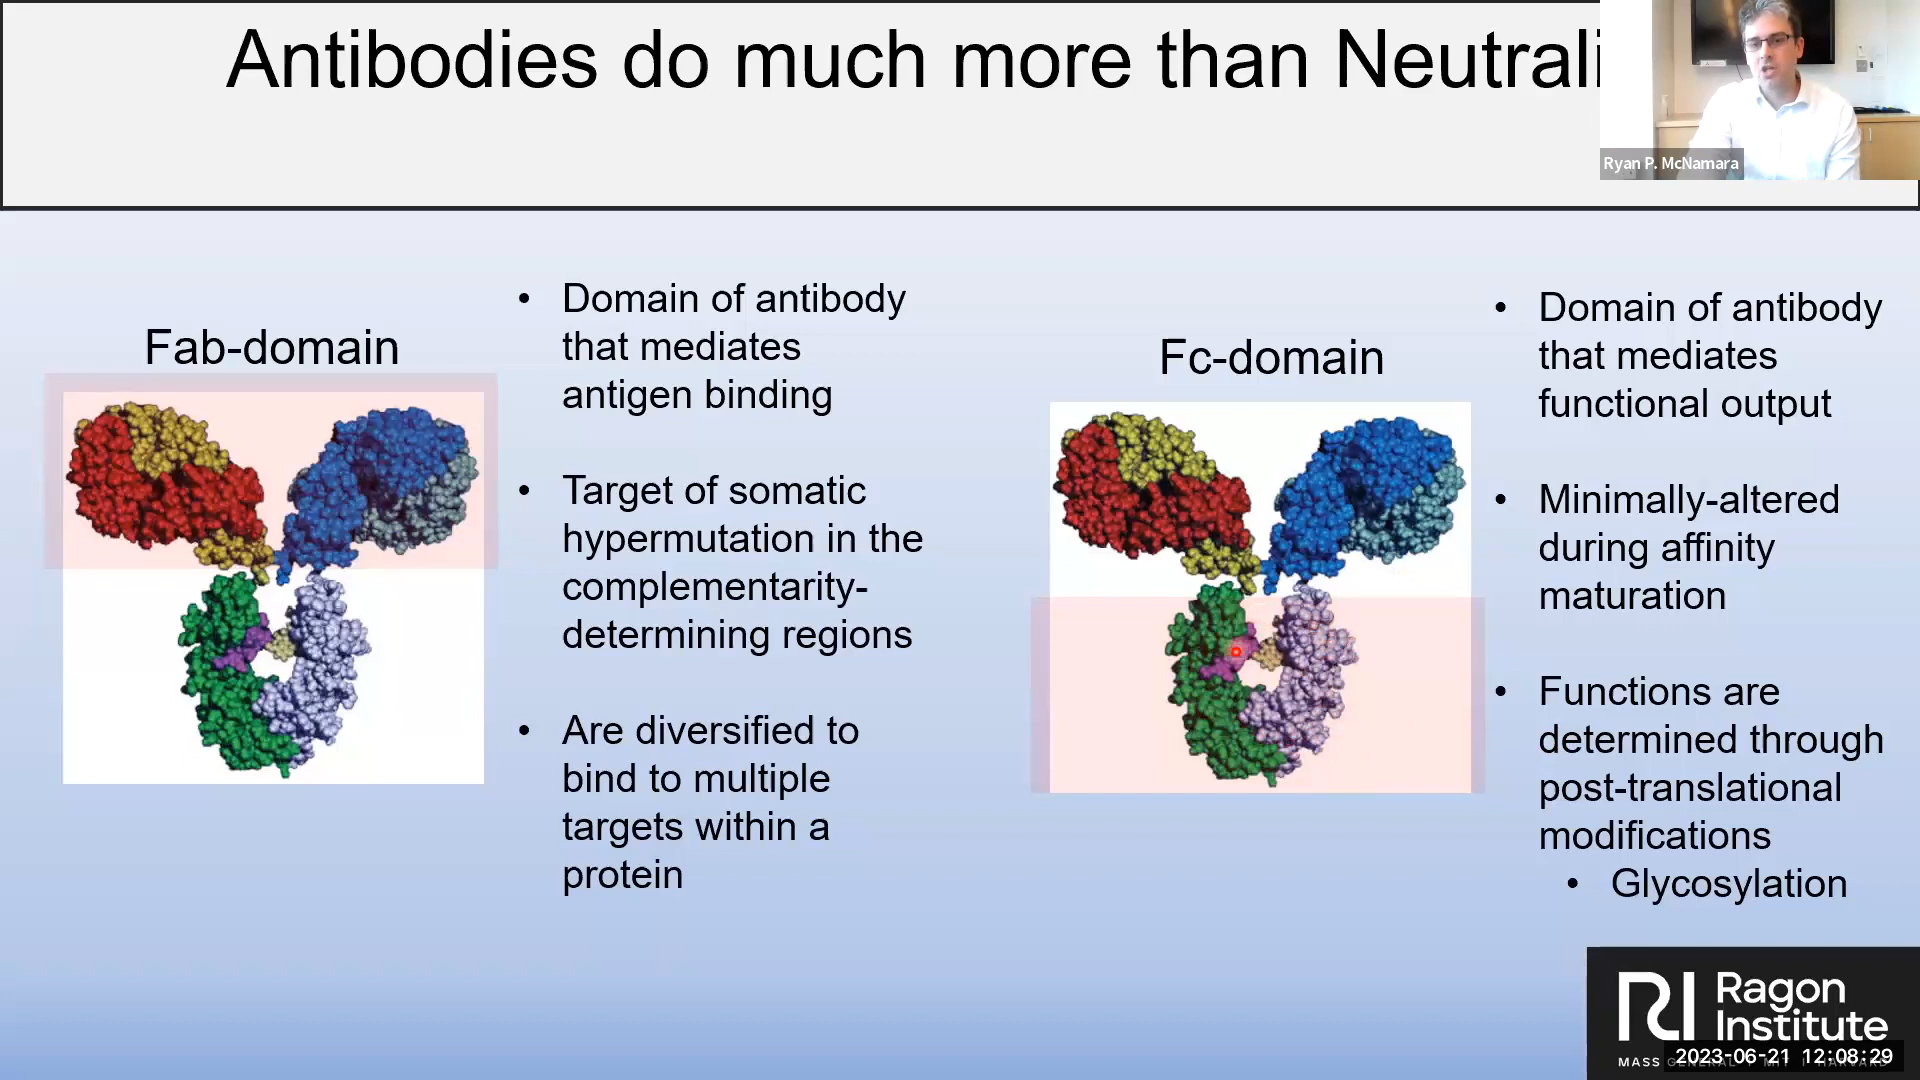 Antibodies do much more than Neutrali
Ryan P. McNamara
Fab-domain
• Domain of antibody
that mediates
antigen binding
• Target of somatic
hypermutation in the
complementarity-
determining regions
• Are diversified to
bind to multiple
targets within a
protein
Fc-domain
• Domain of antibody
that mediates
functional output
• Minimally-altered
during affinity
maturation
• Functions are
determined through
post-translational
modifications
• Glycosylation
RI Ragon
Institute
MASS
2023-06-21 12:08:29